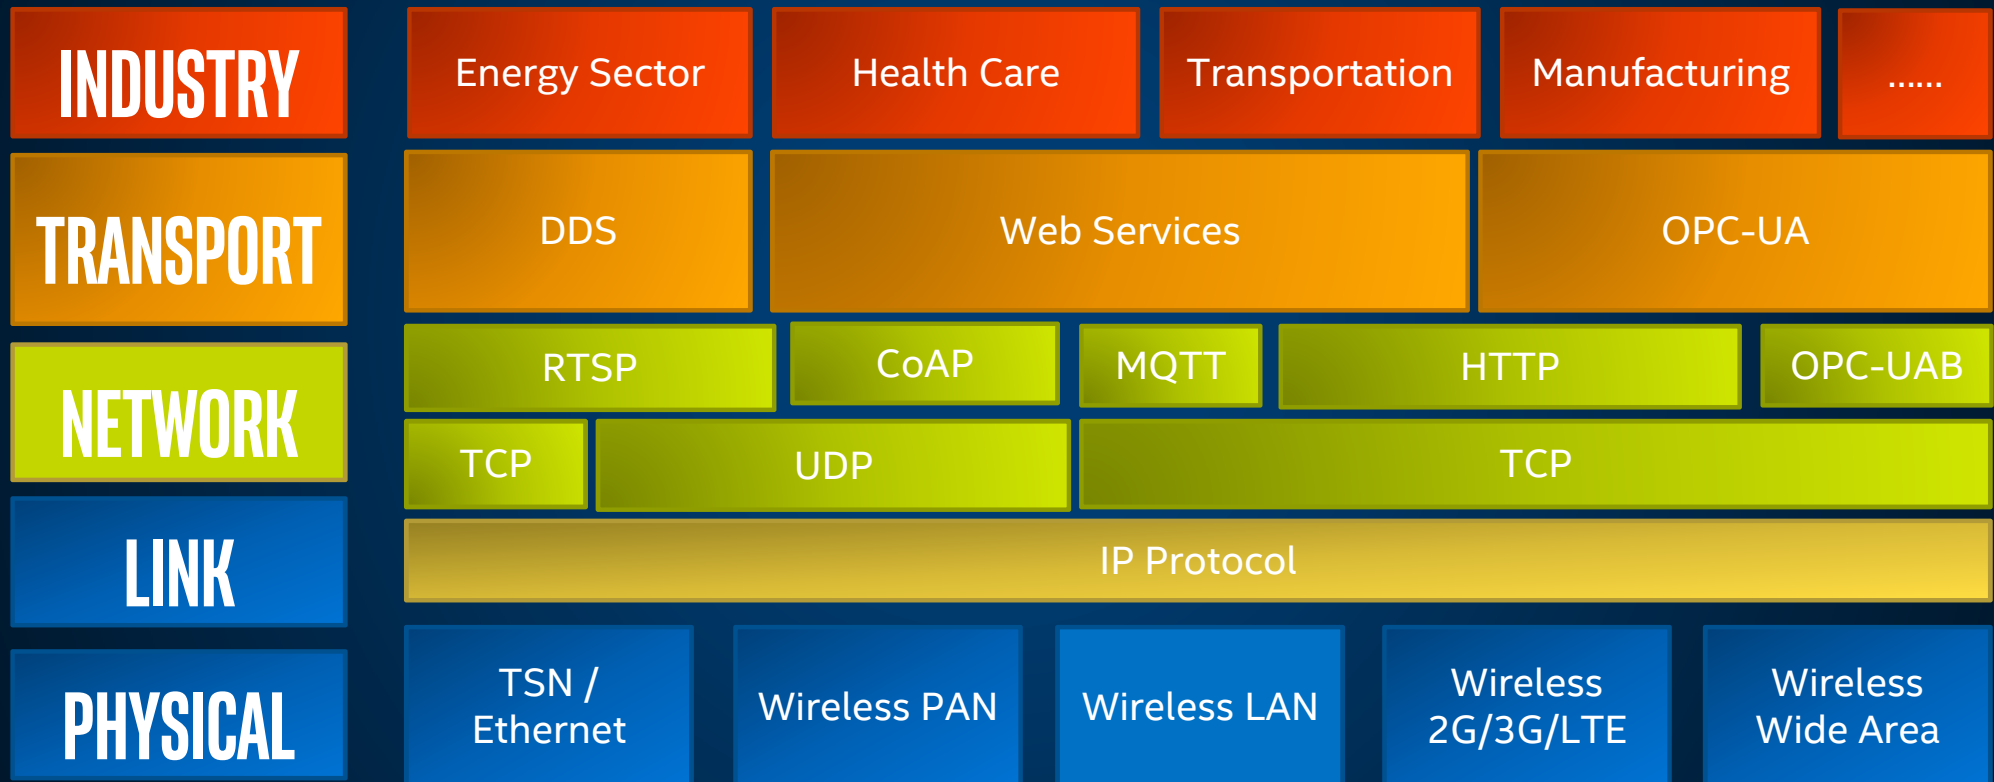 INDUSTRY
Energy Sector
Health Care
Transportation
Manufacturing
......
TRANSPORT
DDS
Web Services
OPC-UA
NETWORK
RTSP
CoAP
MQTT
HTTP
OPC-UAB
TCP
UDP
TCP
LINK
IP Protocol
PHYSICAL
TSN /
Ethernet
Wireless PAN
Wireless LAN
Wireless
2G/3G/LTE
Wireless
Wide Area